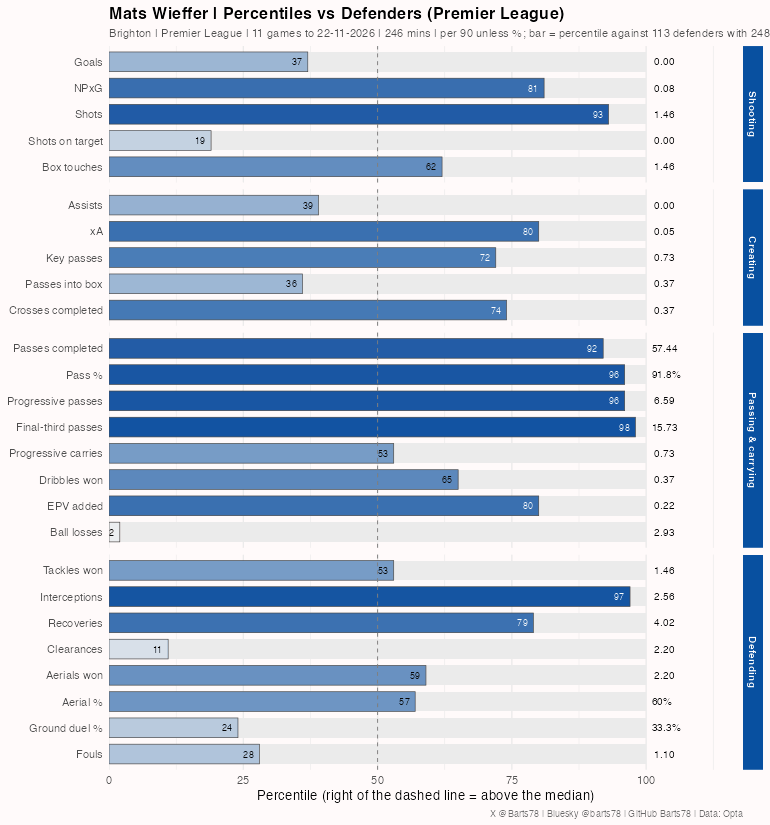 Mats Wieffer | Percentiles vs Defenders (Premier League)
Brighton | Premier League | 11 games to 22-11-2026 | 246 mins | per 90 unless %; bar = percentile against 113 defenders with 248
Goals 37 0.00
NPxG 81 0.08
Shots 93 1.46
Shots on target 19 0.00
Box touches 62 1.46
Shooting
Assists 39 0.00
xA 80 0.05
Key passes 72 0.73
Passes into box 36 0.37
Crosses completed 74 0.37
Creating
Passes completed 92 57.44
Pass % 96 91.8%
Progressive passes 96 6.59
Final-third passes 98 15.73
Progressive carries 53 0.73
Dribbles won 65 0.37
EPV added 80 0.22
Ball losses 2 2.93
Passing & carrying
Tackles won 53 1.46
Interceptions 97 2.56
Recoveries 79 4.02
Clearances 11 2.20
Aerials won 59 2.20
Aerial % 57 60%
Ground duel % 24 33.3%
Fouls 28 1.10
Defending
0 25 50 75 100
Percentile (right of the dashed line = above the median)
X @Barts78 | Bluesky @barts78 | GitHub Barts78 | Data: Opta